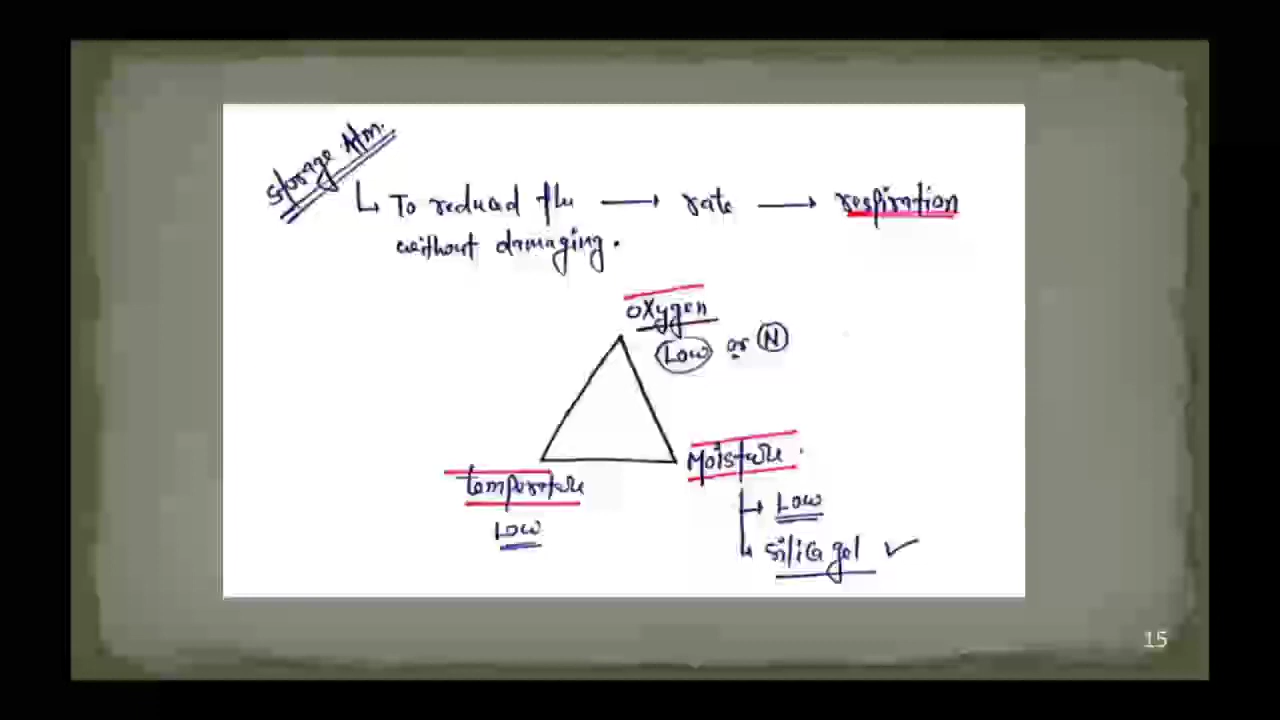 Storage Atm.
↳ To reduced the → rate → respiration
without damaging.
oxygen
Low or N
Moisture.
temperature
→ Low
Low
↳ silica gel ✓
15